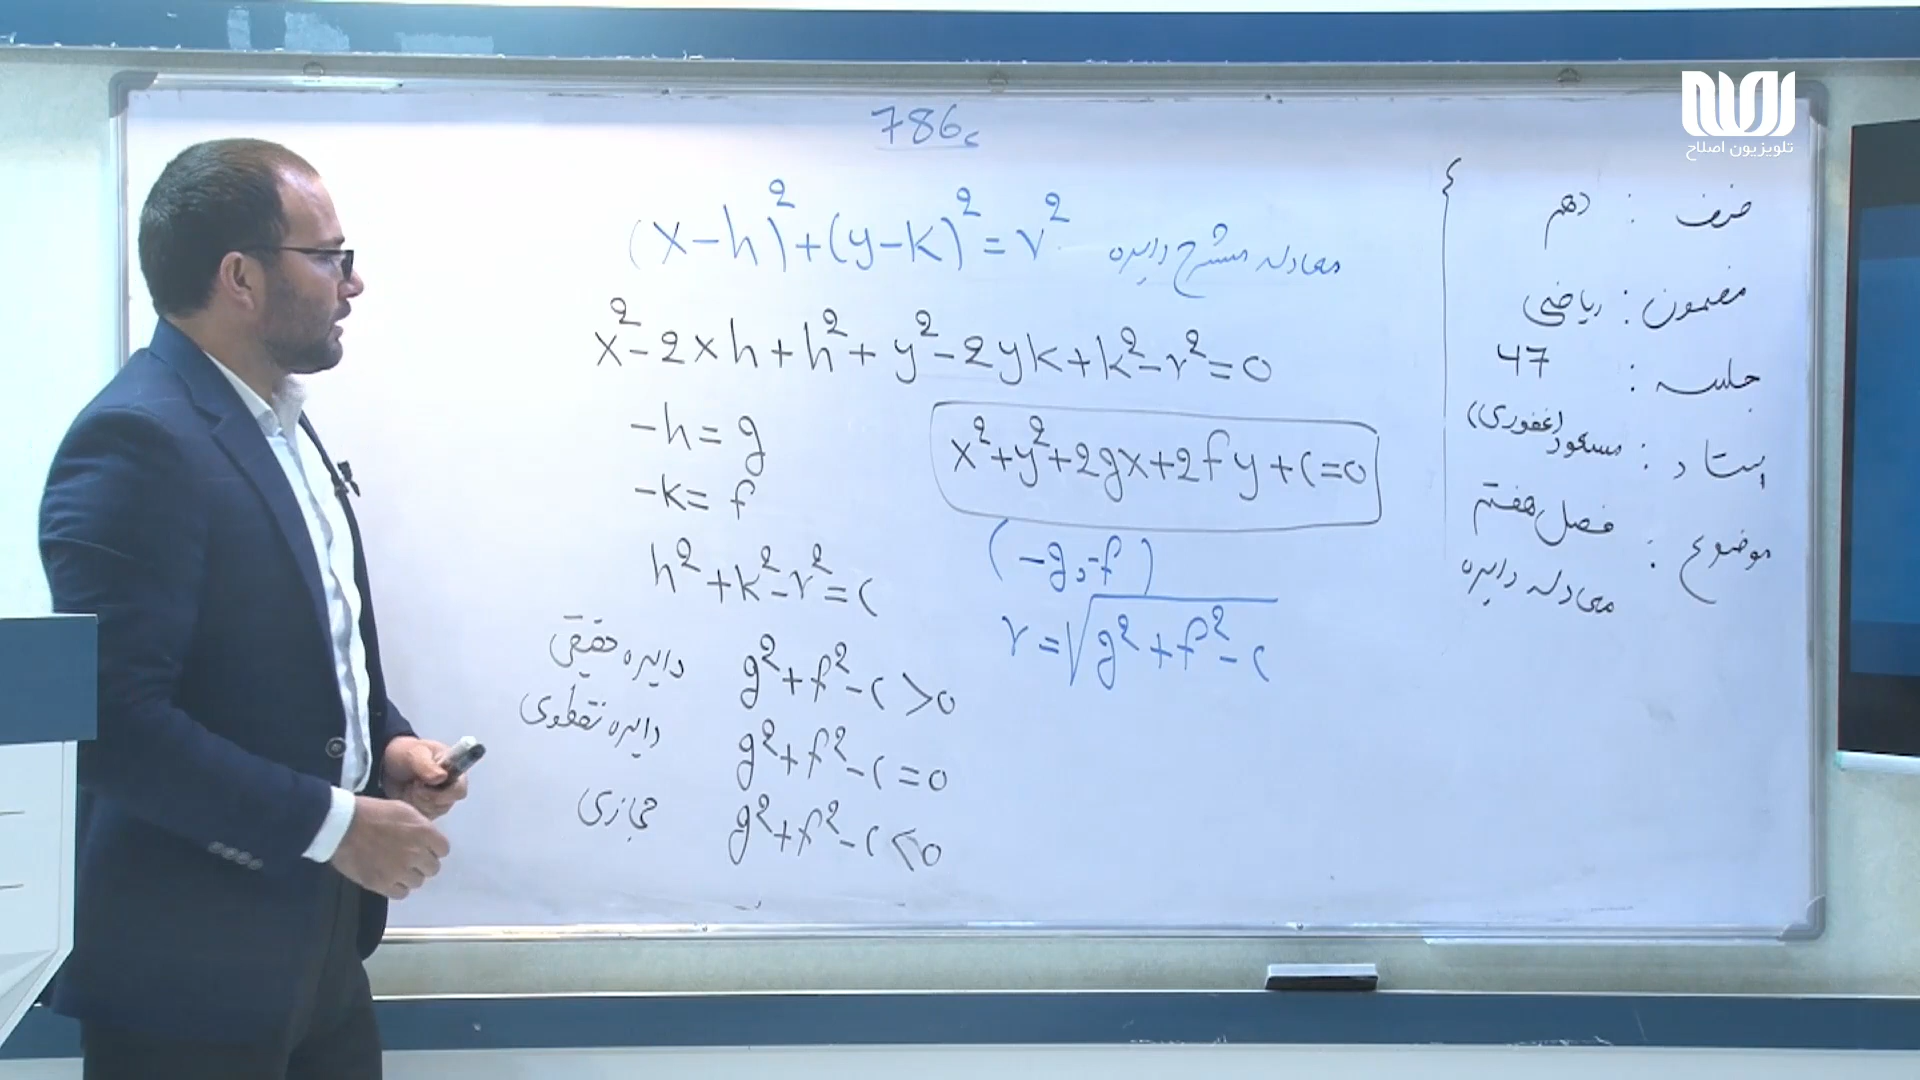 تلویزیون اصلاح
786
(x-h)²+(y-k)²=r² معادله مشرح دایره
x²-2xh+h²+y²-2yk+k²-r²=0
-h=g
-k=f
h²+k²-r²=c
x²+y²+2gx+2fy+c=0
(-g,-f)
r=√g²+f²-c
دایره حقیقی g²+f²-c>0
دایره نقطوی g²+f²-c=0
مجازی g²+f²-c<0
صنف : دهم
مضمون : ریاضی
جلسه : 47
استاد : مسعود (غفوری)
موضوع : فصل هفتم
معادله دایره